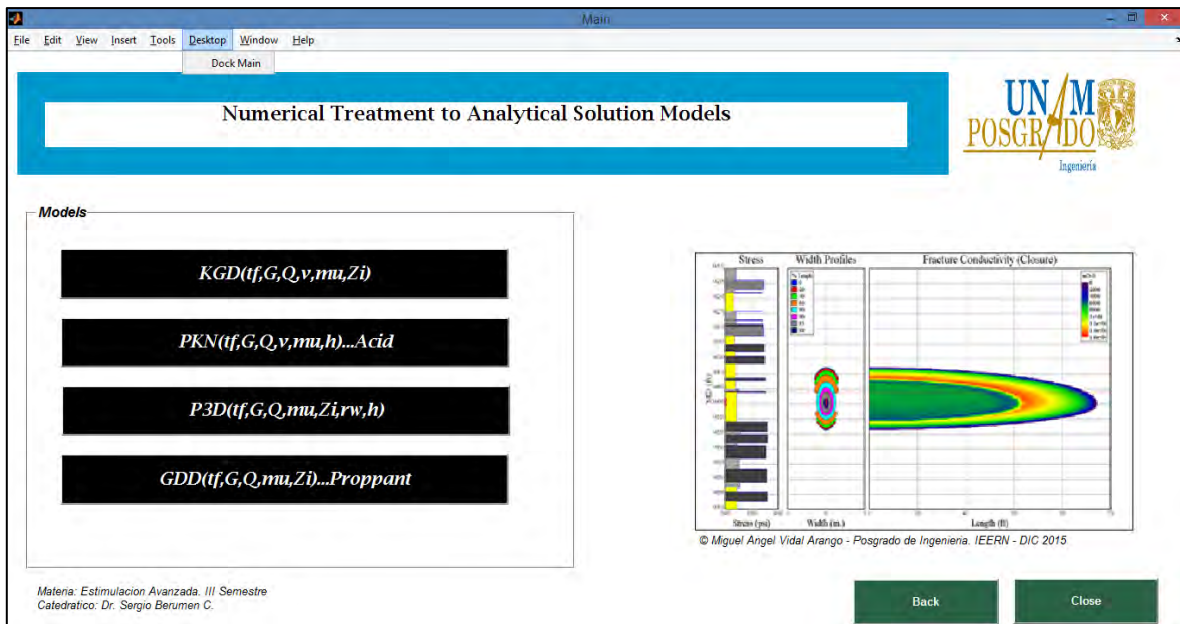 Main
File Edit View Insert Tools Desktop Window Help
Dock Main
Numerical Treatment to Analytical Solution Models
UNAM
POSGRADO
Ingeniería
Models
KGD(tf,G,Q,v,mu,Zi)
PKN(tf,G,Q,v,mu,h)...Acid
P3D(tf,G,Q,mu,Zi,rw,h)
GDD(tf,G,Q,mu,Zi)...Proppant
Stress Width Profiles Fracture Conductivity (Closure)
Stress (psi) Width (in.) Length (ft)
© Miguel Angel Vidal Arango - Posgrado de Ingenieria. IEERN - DIC 2015
Materia: Estimulacion Avanzada. III Semestre
Catedratico: Dr. Sergio Berumen C.
Back Close